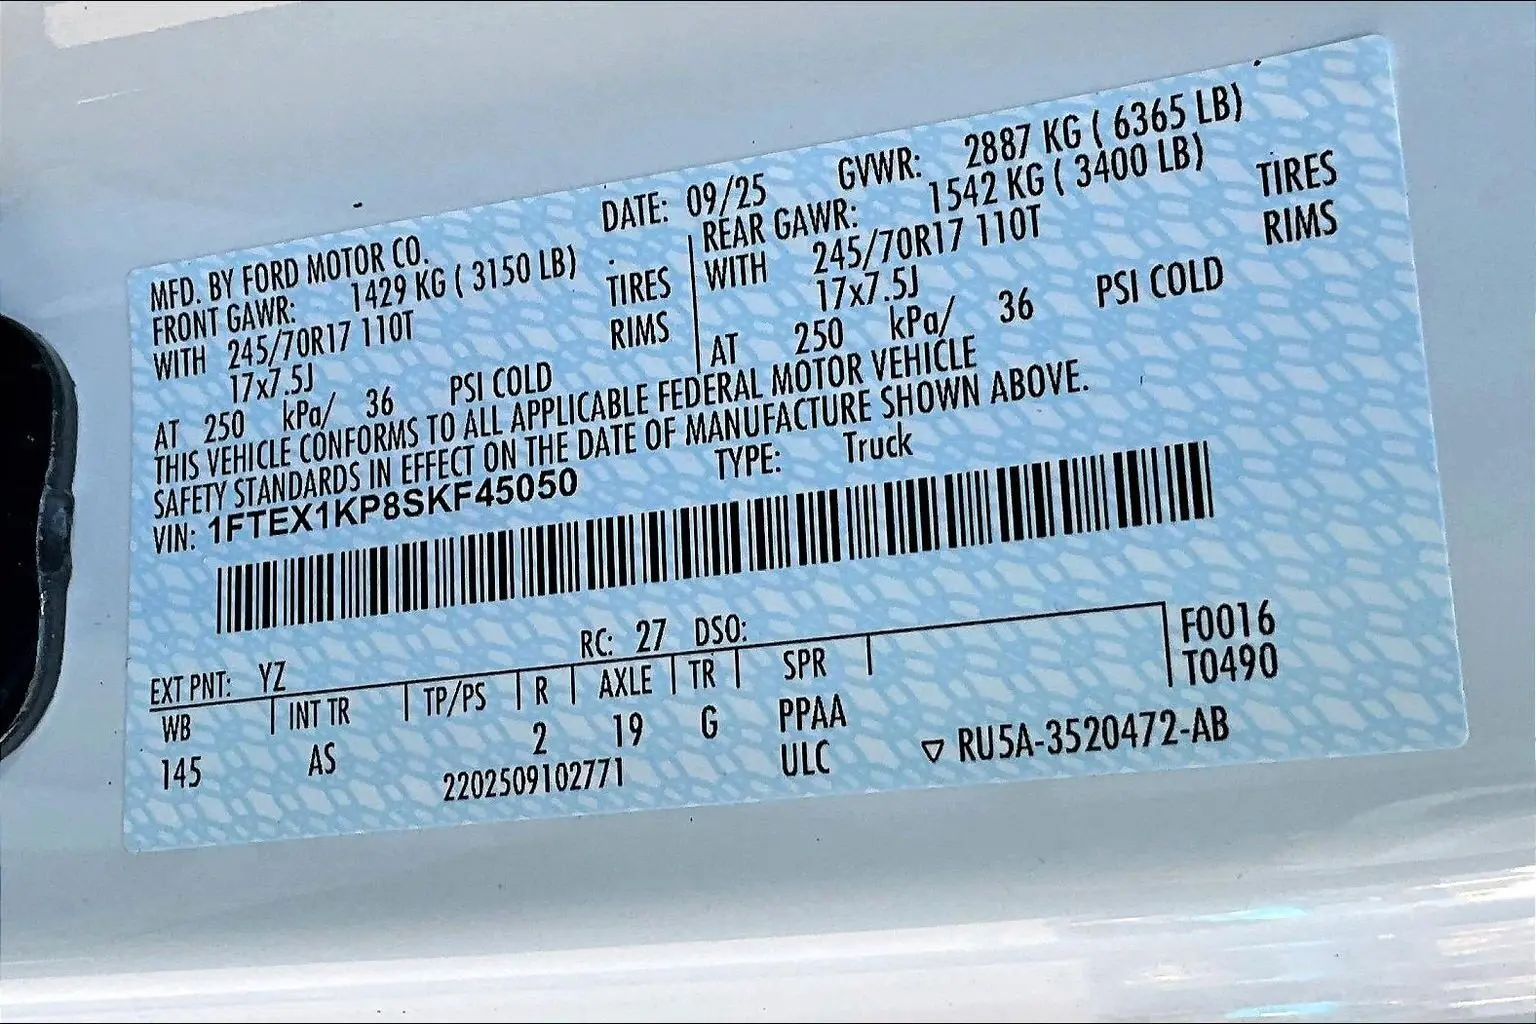 MFD. BY FORD MOTOR CO. DATE: 09/25 GVWR: 2887 KG ( 6365 LB)
FRONT GAWR: 1429 KG ( 3150 LB)
WITH 245/70R17 110T TIRES
17x7.5J RIMS
AT 250 kPa/ 36 PSI COLD
REAR GAWR: 1542 KG ( 3400 LB)
WITH 245/70R17 110T TIRES
17x7.5J RIMS
AT 250 kPa/ 36 PSI COLD
THIS VEHICLE CONFORMS TO ALL APPLICABLE FEDERAL MOTOR VEHICLE
SAFETY STANDARDS IN EFFECT ON THE DATE OF MANUFACTURE SHOWN ABOVE.
VIN: 1FTEX1KP8SKF45050 TYPE: Truck
EXT PNT: YZ RC: 27 DSO: F0016
WB INT TR TP/PS R AXLE TR SPR T0490
145 AS 2 19 G PPAA
2202509102771 ULC ▽ RU5A-3520472-AB